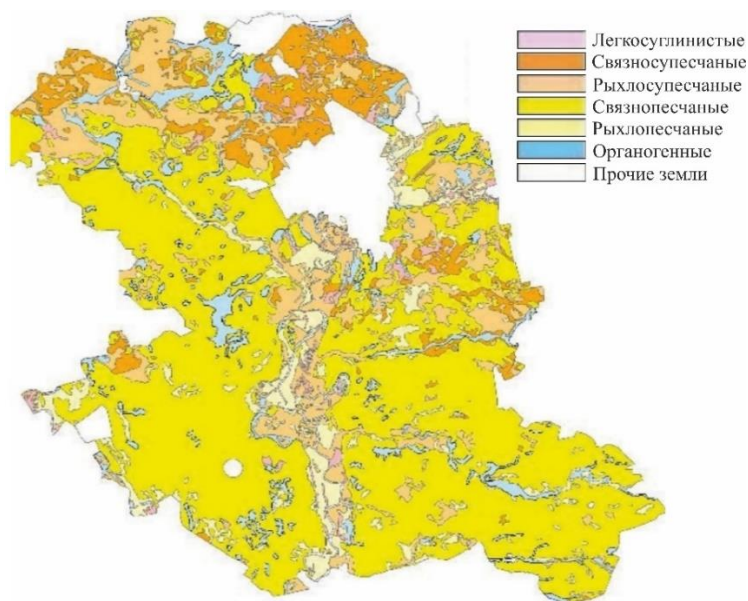 Легкосуглинистые
Связносупесчаные
Рыхлосупесчаные
Связнопесчаные
Рыхлопесчаные
Органогенные
Прочие земли